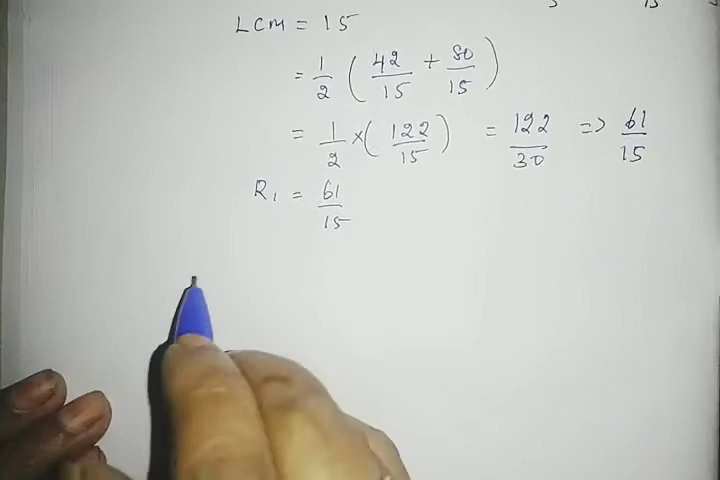 LCM = 15
= 1/2 ( 42/15 + 80/15 )
= 1/2 × ( 122/15 ) = 122/30 => 61/15
R1 = 61/15